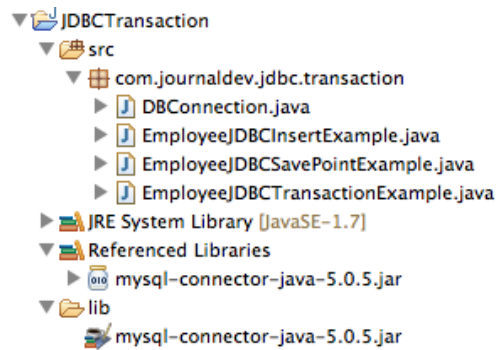 JDBCTransaction
src
com.journaldev.jdbc.transaction
DBConnection.java
EmployeeJDBCInsertExample.java
EmployeeJDBCSavePointExample.java
EmployeeJDBCTransactionExample.java
JRE System Library [JavaSE-1.7]
Referenced Libraries
mysql-connector-java-5.0.5.jar
lib
mysql-connector-java-5.0.5.jar